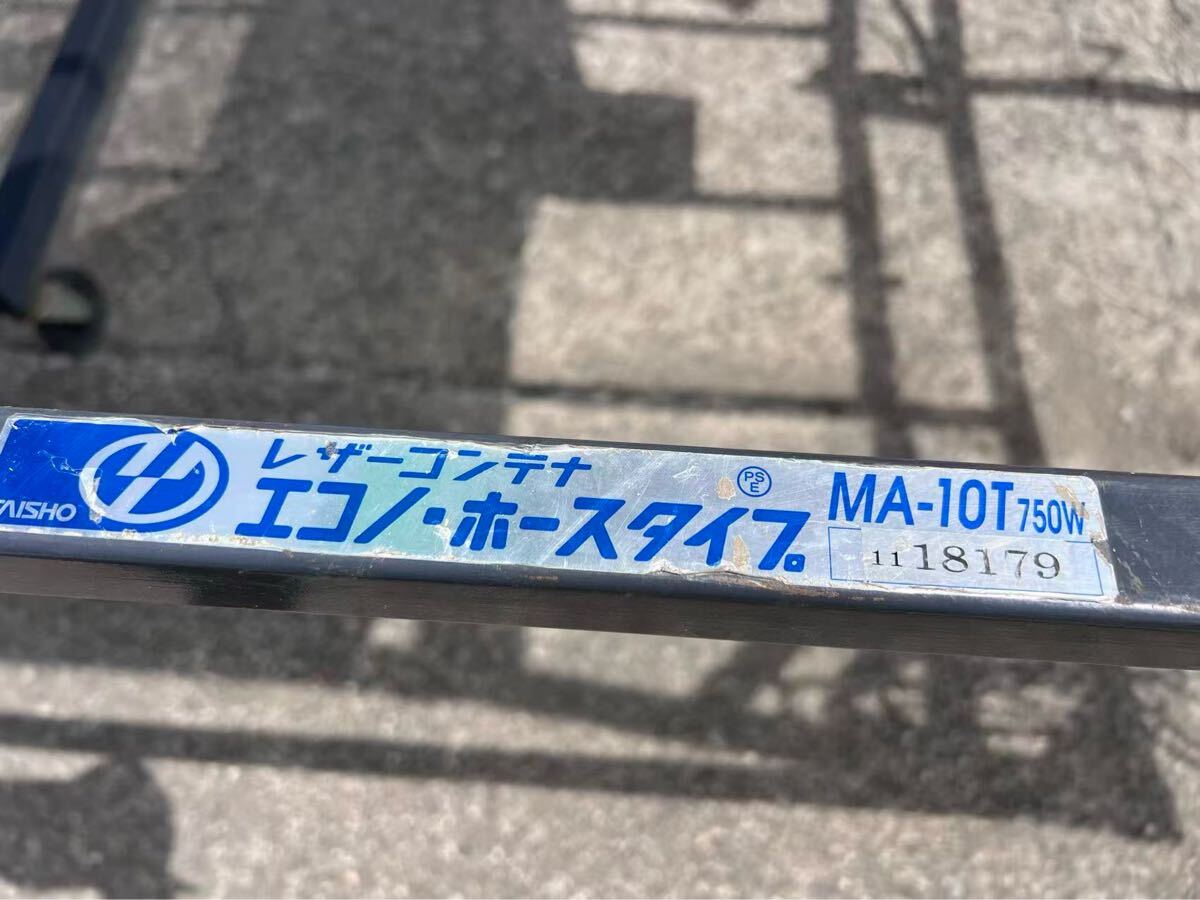 TAISHO
レザーコンテナ
エコノ・ホースタイプ
PS
E
MA-10T 750W
11 18179